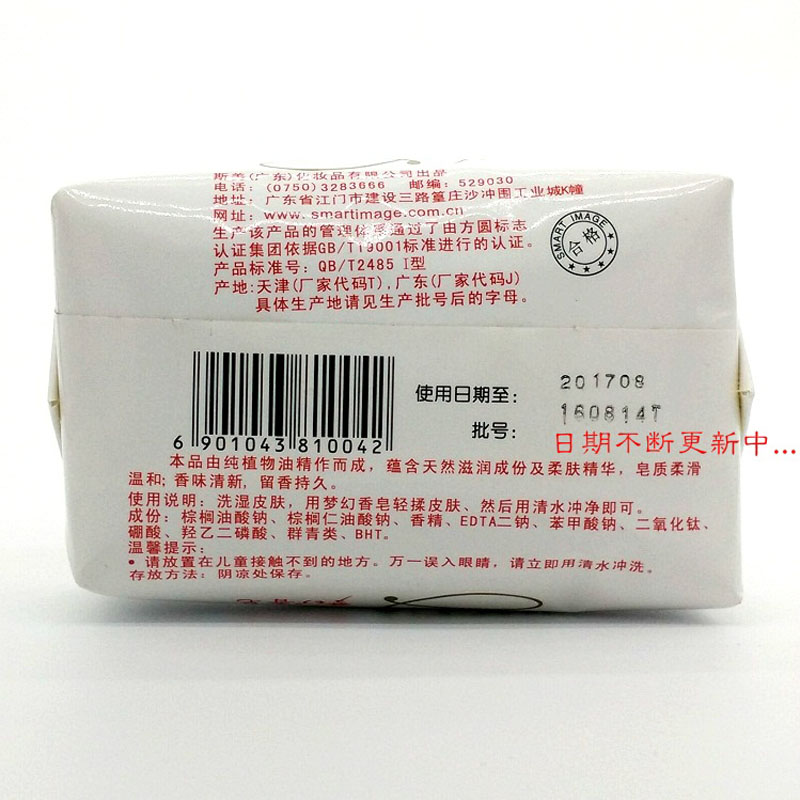 斯美(广东)化妆品有限公司出品
电话: (0750)3283666 邮编: 529030
地址: 广东省江门市建设三路篁庄沙冲围工业城K幢
网址: www.smartimage.com.cn
生产该产品的管理体系通过了由方圆标志
认证集团依据GB/T19001标准进行的认证。
产品标准号: QB/T2485 I型
产地:天津(厂家代码T),广东(厂家代码J)
具体生产地请见生产批号后的字母。
SMART IMAGE
合格
使用日期至: 201708
批号: 160814T
日期不断更新中...
6 901043 810042
本品由纯植物油精作而成，蕴含天然滋润成份及柔肤精华，皂质柔滑
温和; 香味清新，留香持久。
使用说明: 洗湿皮肤，用梦幻香皂轻揉皮肤、然后用清水冲净即可。
成份: 棕榈油酸钠、棕榈仁油酸钠、香精、EDTA二钠、苯甲酸钠、二氧化钛、
硼酸、羟乙二磷酸、群青类、BHT。
温馨提示:
• 请放置在儿童接触不到的地方。万一误入眼睛，请立即用清水冲洗。
存放方法: 阴凉处保存。